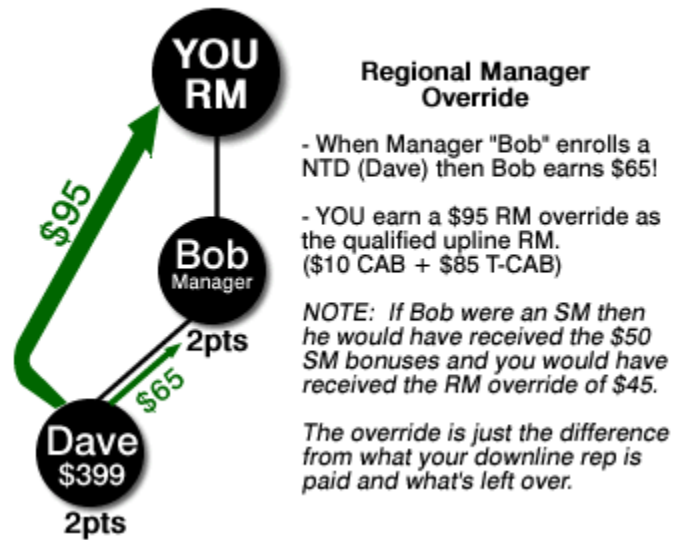 YOU
RM
$95
Bob
Manager
2pts
$65
Dave
$399
2pts
Regional Manager
Override
- When Manager "Bob" enrolls a
NTD (Dave) then Bob earns $65!
- YOU earn a $95 RM override as
the qualified upline RM.
($10 CAB + $85 T-CAB)
NOTE:  If Bob were an SM then
he would have received the $50
SM bonuses and you would have
received the RM override of $45.
The override is just the difference
from what your downline rep is
paid and what's left over.